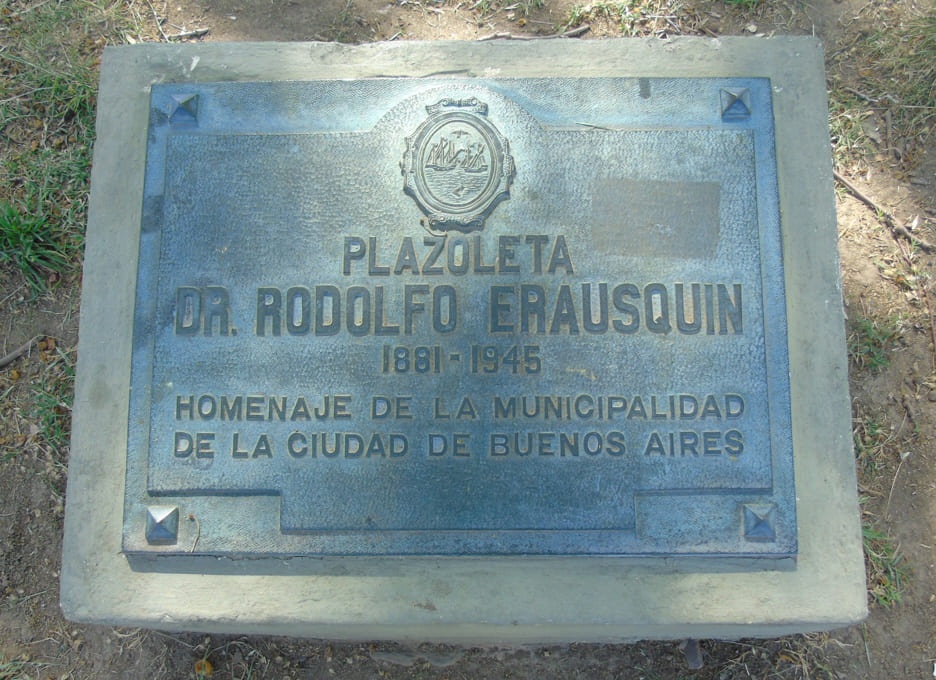 PLAZOLETA
DR. RODOLFO ERAUSQUIN
1881 - 1945
HOMENAJE DE LA MUNICIPALIDAD
DE LA CIUDAD DE BUENOS AIRES